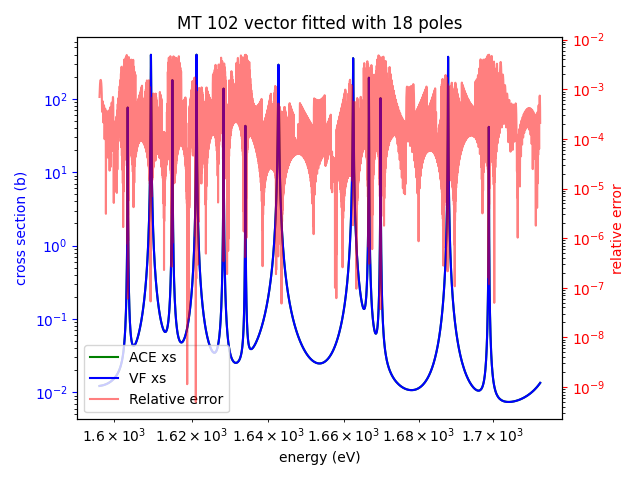 MT 102 vector fitted with 18 poles
cross section (b)
10²
10¹
10⁰
10⁻¹
10⁻²
10⁻²
10⁻³
10⁻⁴
10⁻⁵
10⁻⁶
10⁻⁷
10⁻⁸
10⁻⁹
relative error
ACE xs
VF xs
Relative error
1.6 × 10³ 1.62 × 10³ 1.64 × 10³ 1.66 × 10³ 1.68 × 10³ 1.7 × 10³
energy (eV)